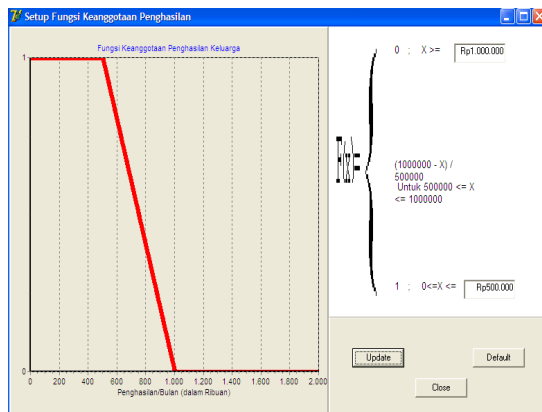 Setup Fungsi Keanggotaan Penghasilan
Fungsi Keanggotaan Penghasilan Keluarga
1
0
0 200 400 600 800 1.000 1.200 1.400 1.600 1.800 2.000
Penghasilan/Bulan (dalam Ribuan)
F(x)=
0 ; X >= Rp1.000.000
(1000000 - X) /
500000
Untuk 500000 <= X
<= 1000000
1 ; 0<=X <= Rp500.000
Update
Default
Close